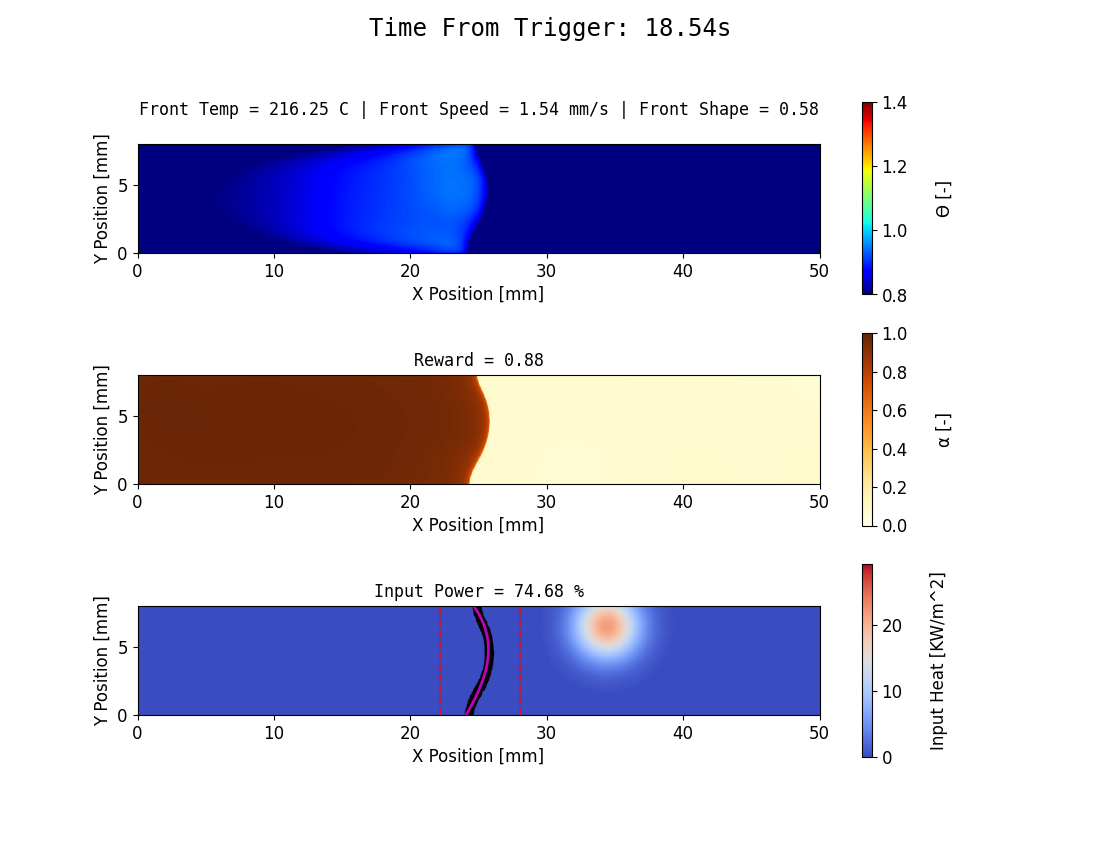 Time From Trigger: 18.54s
Front Temp = 216.25 C | Front Speed = 1.54 mm/s | Front Shape = 0.58
Y Position [mm]
5
0
0 10 20 30 40 50
X Position [mm]
1.4
1.2
1.0
0.8
Θ [-]
Reward = 0.88
Y Position [mm]
5
0
0 10 20 30 40 50
X Position [mm]
1.0
0.8
0.6
0.4
0.2
0.0
α [-]
Input Power = 74.68 %
Y Position [mm]
5
0
0 10 20 30 40 50
X Position [mm]
20
10
0
Input Heat [KW/m^2]